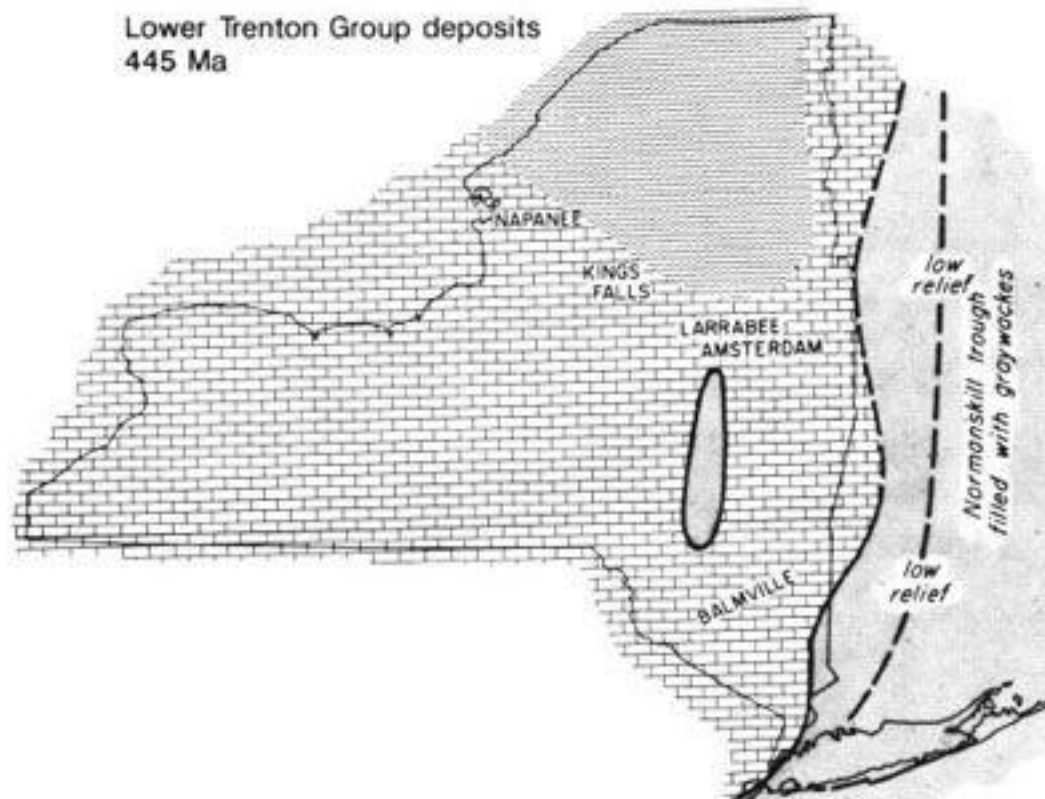 Lower Trenton Group deposits
445 Ma
NAPANEE
KINGS
FALLS
LARRABEE
AMSTERDAM
low
relief
Normanskill trough
filled with graywackes
low
relief
BALMVILLE